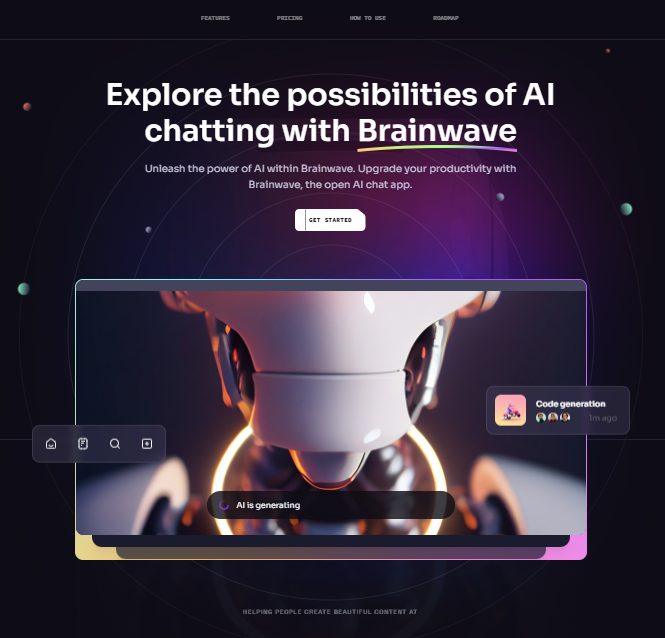 FEATURES PRICING HOW TO USE ROADMAP
Explore the possibilities of AI
chatting with Brainwave
Unleash the power of AI within Brainwave. Upgrade your productivity with
Brainwave, the open AI chat app.
GET STARTED
Code generation
1m ago
AI is generating
HELPING PEOPLE CREATE BEAUTIFUL CONTENT AT